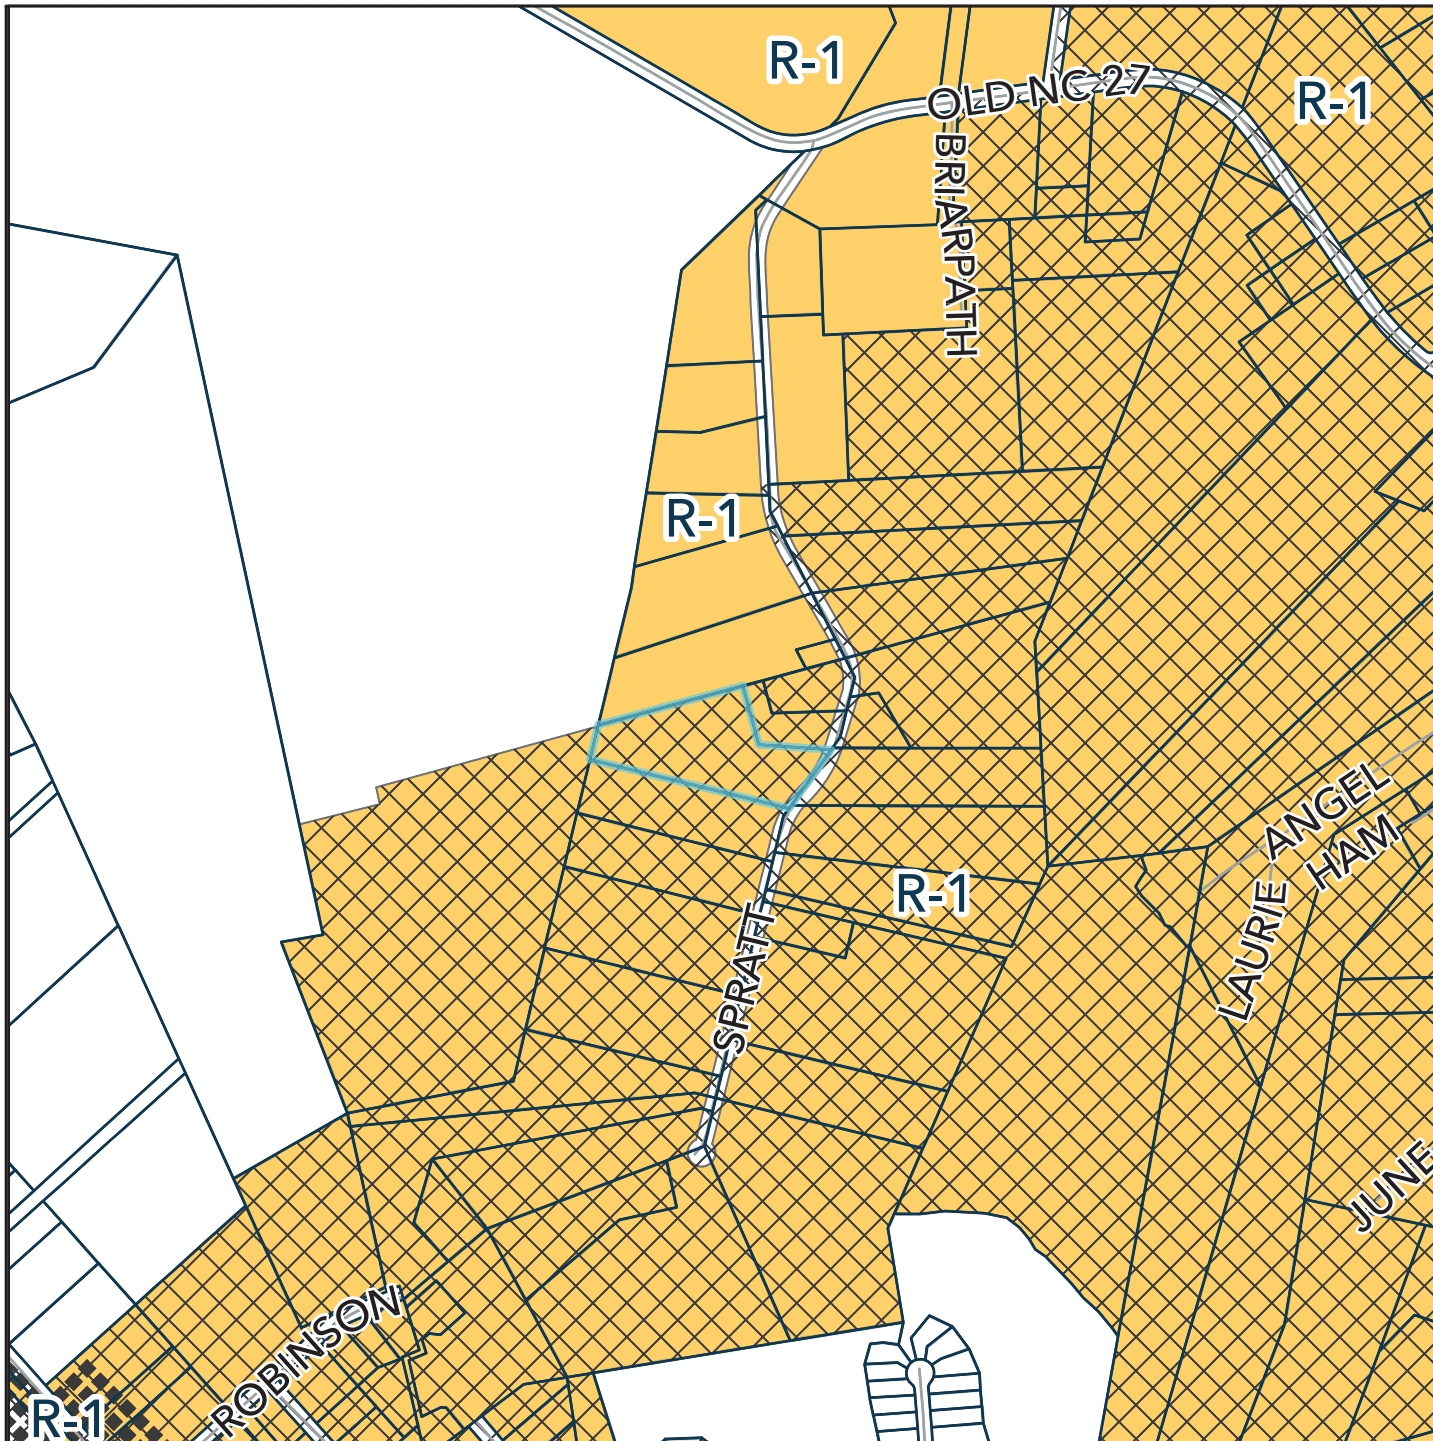 R-1
OLD NC 27
R-1
BRIARPATH
R-1
ANGEL
HAM
R-1
LAURIE
SPRATT
JUNE
ROBINSON
R-1